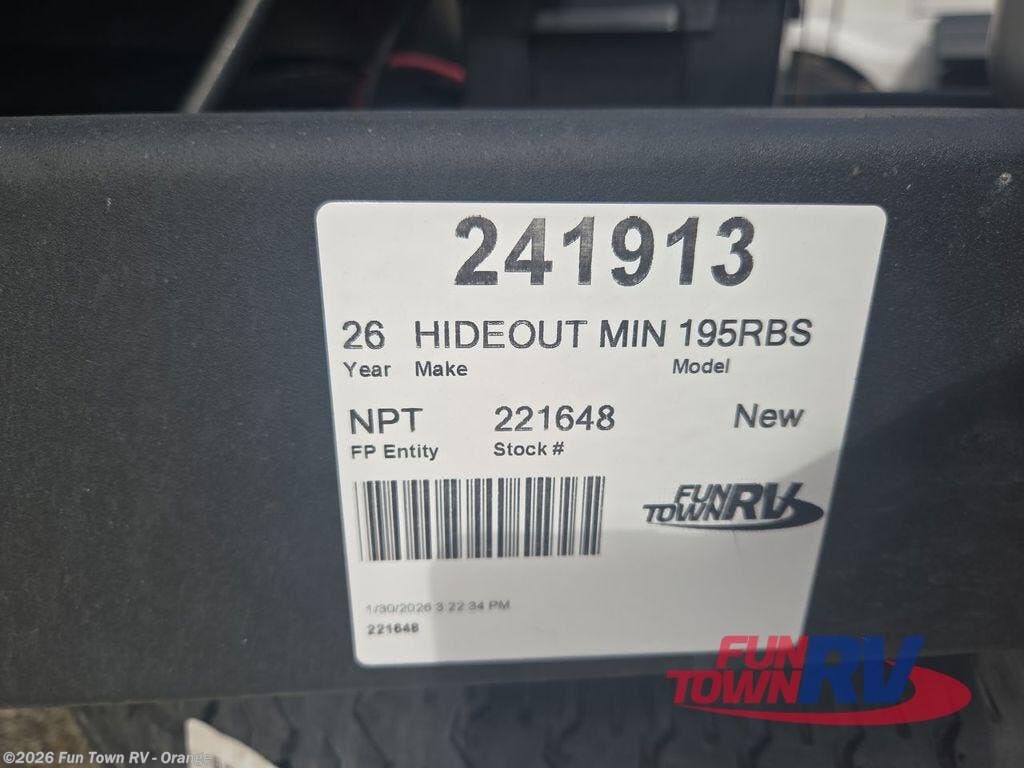 241913
26 HIDEOUT MIN 195RBS
Year Make Model
NPT 221648 New
FP Entity Stock #
FUN
TOWN RV
1/30/2026 3 22 34 PM
221648
FUN
TOWN RV
©2026 Fun Town RV - Orange